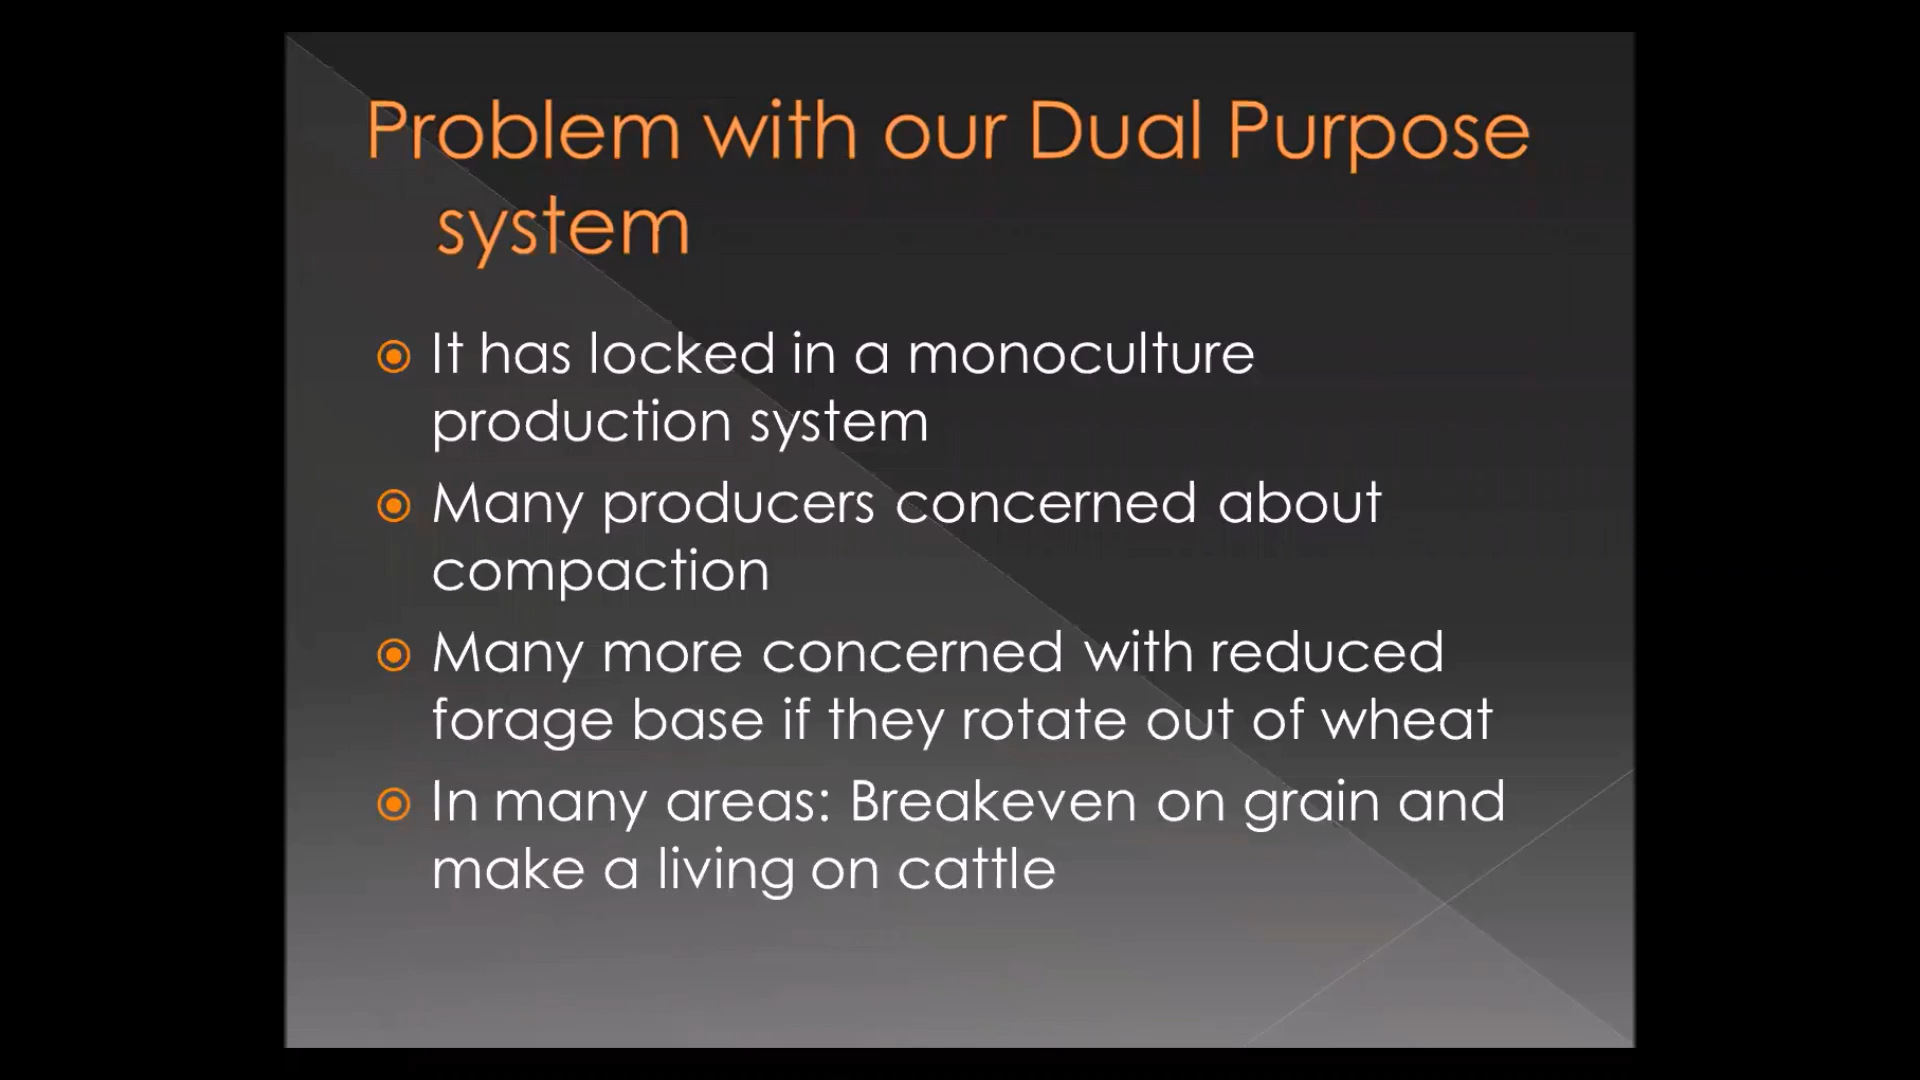 Problem with our Dual Purpose
system
It has locked in a monoculture
production system
Many producers concerned about
compaction
Many more concerned with reduced
forage base if they rotate out of wheat
In many areas: Breakeven on grain and
make a living on cattle